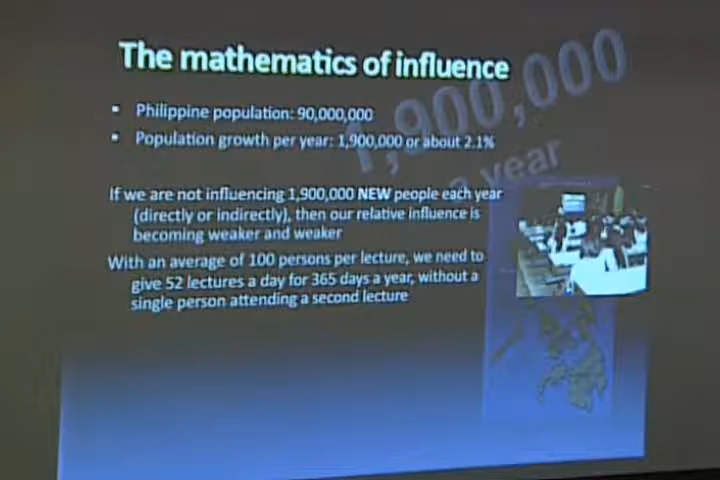 The mathematics of influence
1,900,000
a year
▪ Philippine population: 90,000,000
▪ Population growth per year: 1,900,000 or about 2.1%
If we are not influencing 1,900,000 NEW people each year
(directly or indirectly), then our relative influence is
becoming weaker and weaker
With an average of 100 persons per lecture, we need to
give 52 lectures a day for 365 days a year, without a
single person attending a second lecture